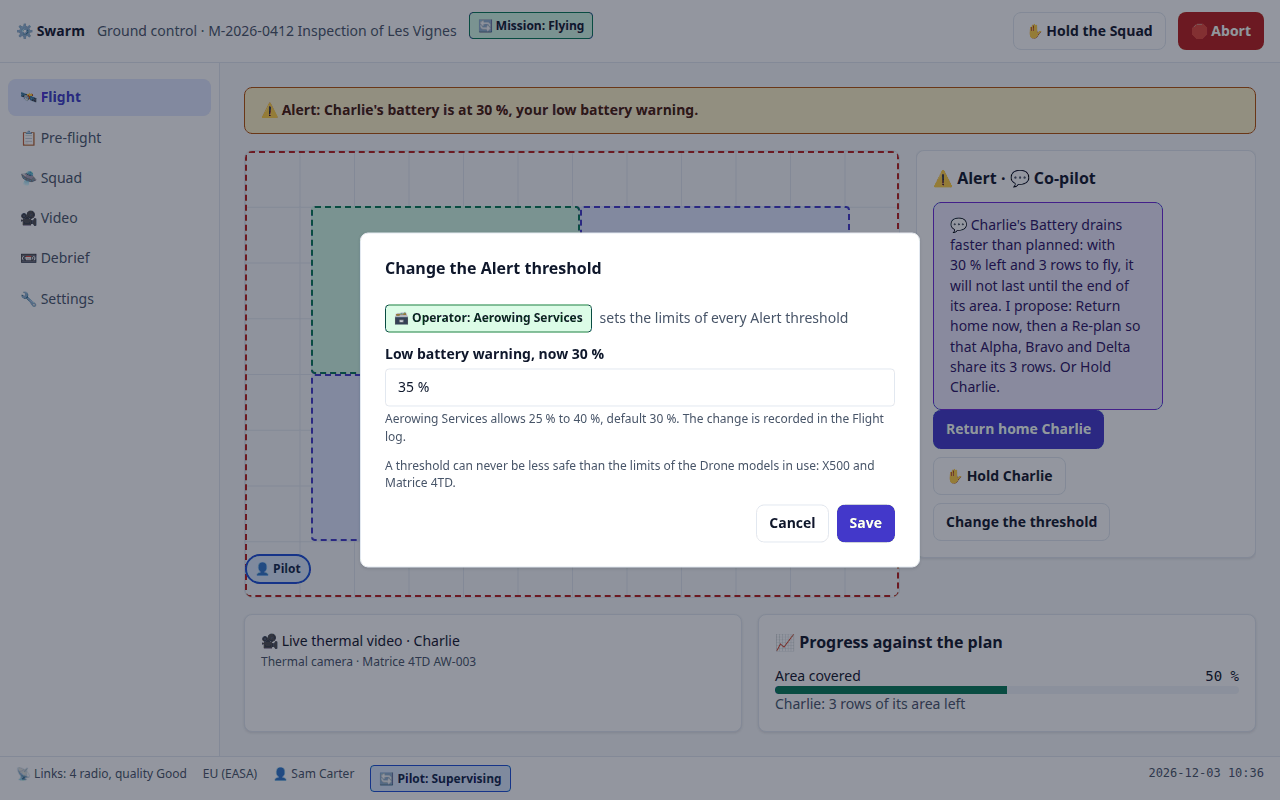 ⚙️ Swarm Ground control · M-2026-0412 Inspection of Les Vignes 🔄 Mission: Flying ✋ Hold the Squad 🛑 Abort
🛰️ Flight
📋 Pre-flight
🛸 Squad
🎥 Video
📼 Debrief
🔧 Settings
⚠️ Alert: Charlie's battery is at 30 %, your low battery warning.
⚠️ Alert · 💬 Co-pilot
💬 Charlie's Battery drains
faster than planned: with
30 % left and 3 rows to fly, it
will not last until the end of
its area. I propose: Return
home now, then a Re-plan so
that Alpha, Bravo and Delta
share its 3 rows. Or Hold
Charlie.
Return home Charlie
✋ Hold Charlie
Change the threshold
Change the Alert threshold
🗃️ Operator: Aerowing Services sets the limits of every Alert threshold
Low battery warning, now 30 %
35 %
Aerowing Services allows 25 % to 40 %, default 30 %. The change is recorded in the Flight
log.
A threshold can never be less safe than the limits of the Drone models in use: X500 and
Matrice 4TD.
Cancel Save
👤 Pilot
🎥 Live thermal video · Charlie
Thermal camera · Matrice 4TD AW-003
📈 Progress against the plan
Area covered 50 %
Charlie: 3 rows of its area left
📡 Links: 4 radio, quality Good EU (EASA) 👤 Sam Carter 🔄 Pilot: Supervising 2026-12-03 10:36